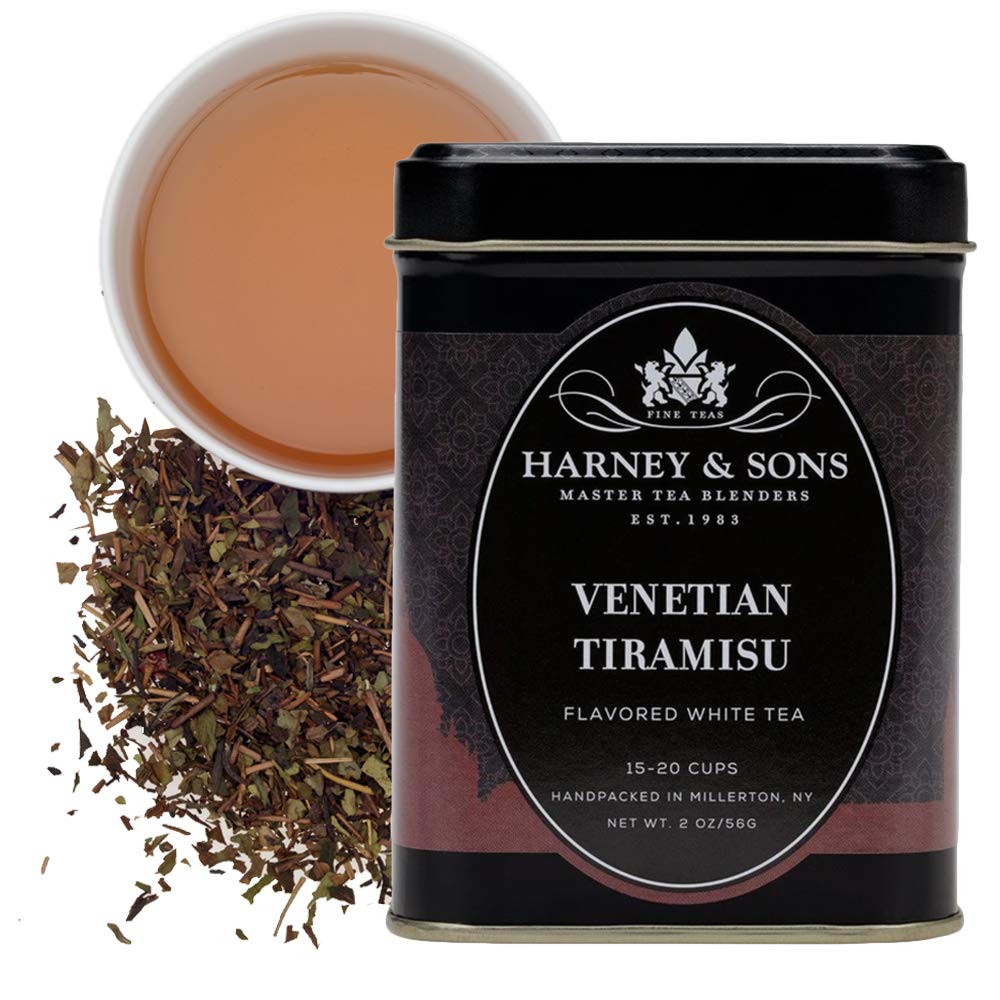 FINE TEAS
HARNEY & SONS
MASTER TEA BLENDERS
EST. 1983
VENETIAN
TIRAMISU
FLAVORED WHITE TEA
15-20 CUPS
HANDPACKED IN MILLERTON, NY
NET WT. 2 OZ/56G